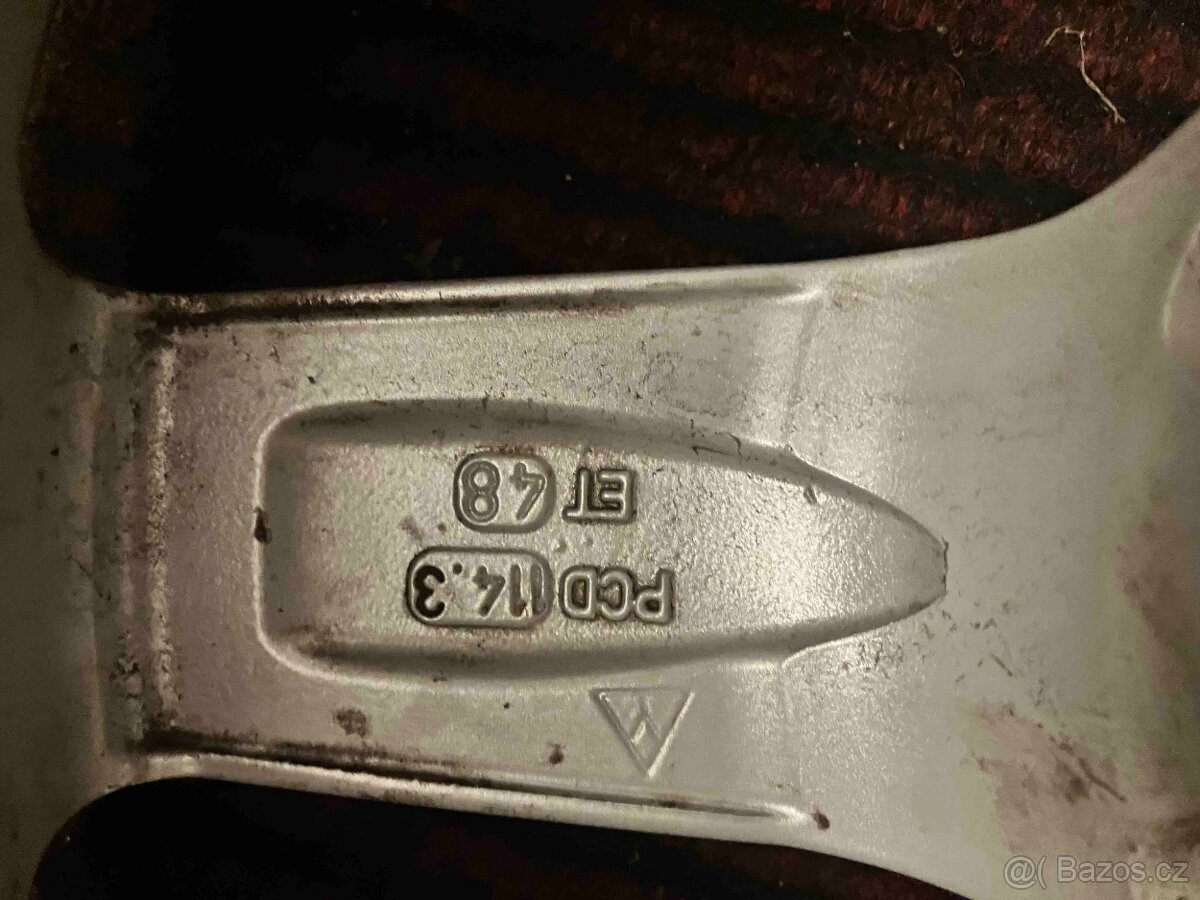 PCD 114.3
ET 48
@( Bazos.cz